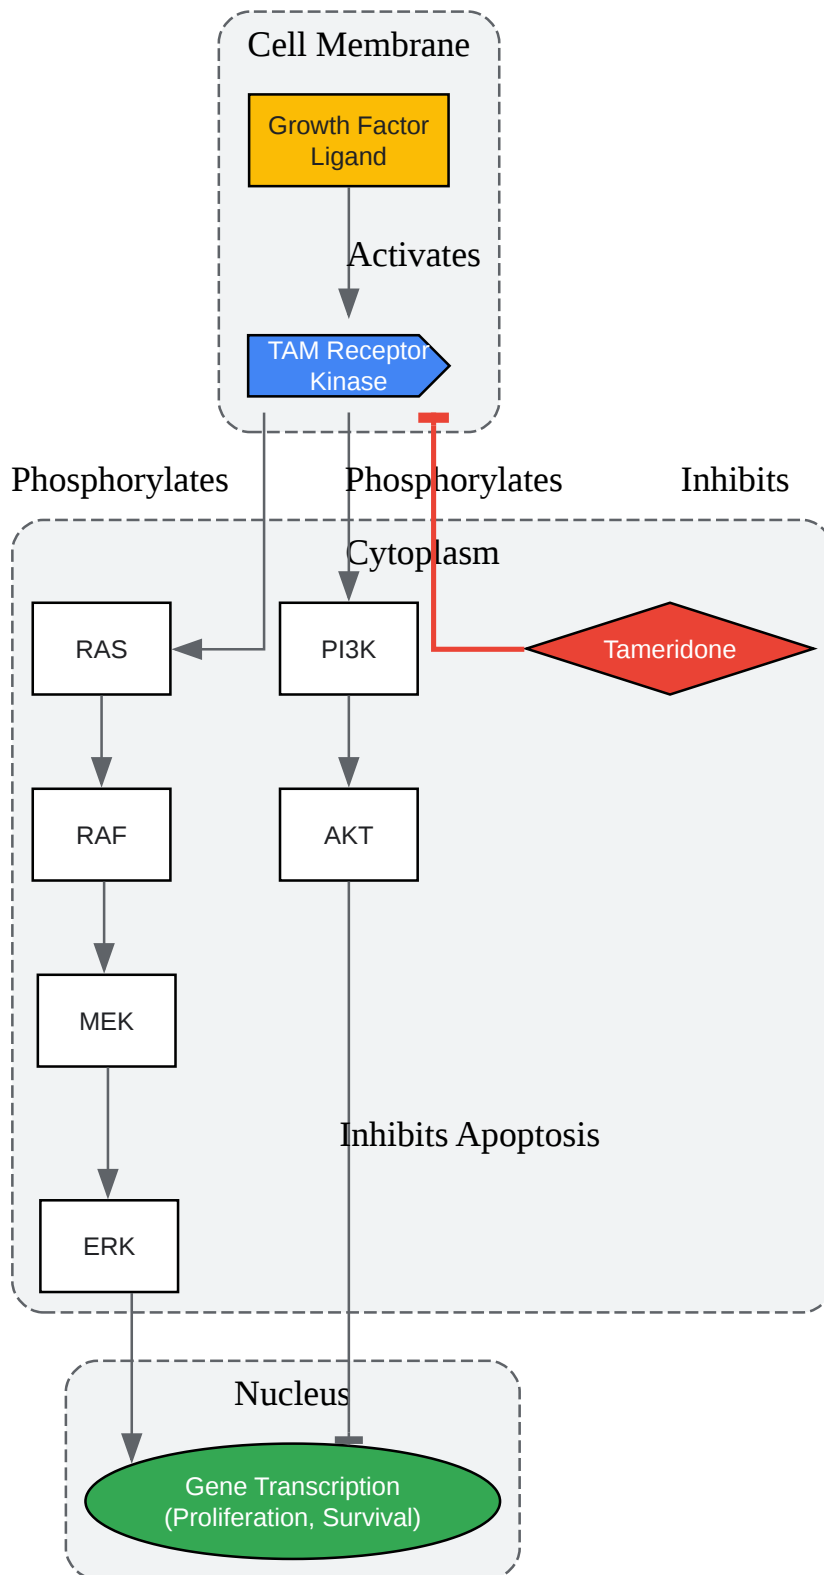 Cell Membrane
Growth Factor
Ligand
Activates
TAM Receptor
Kinase
Phosphorylates
Phosphorylates
Inhibits
Cytoplasm
RAS
PI3K
Tameridone
RAF
AKT
MEK
Inhibits Apoptosis
ERK
Nucleus
Gene Transcription
(Proliferation, Survival)